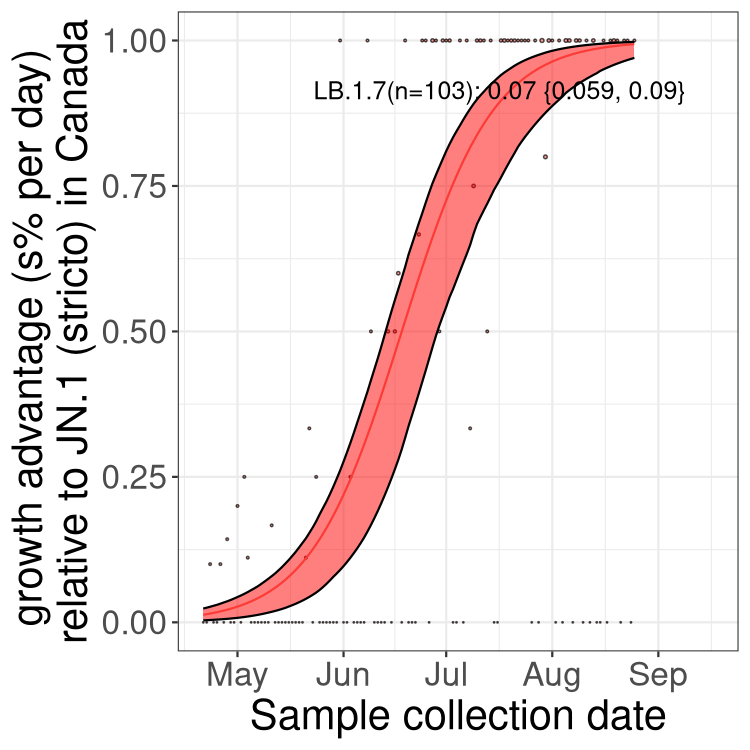 growth advantage (s% per day)
relative to JN.1 (stricto) in Canada
1.00
0.75
0.50
0.25
0.00
LB.1.7(n=103): 0.07 {0.059, 0.09}
May Jun Jul Aug Sep
Sample collection date